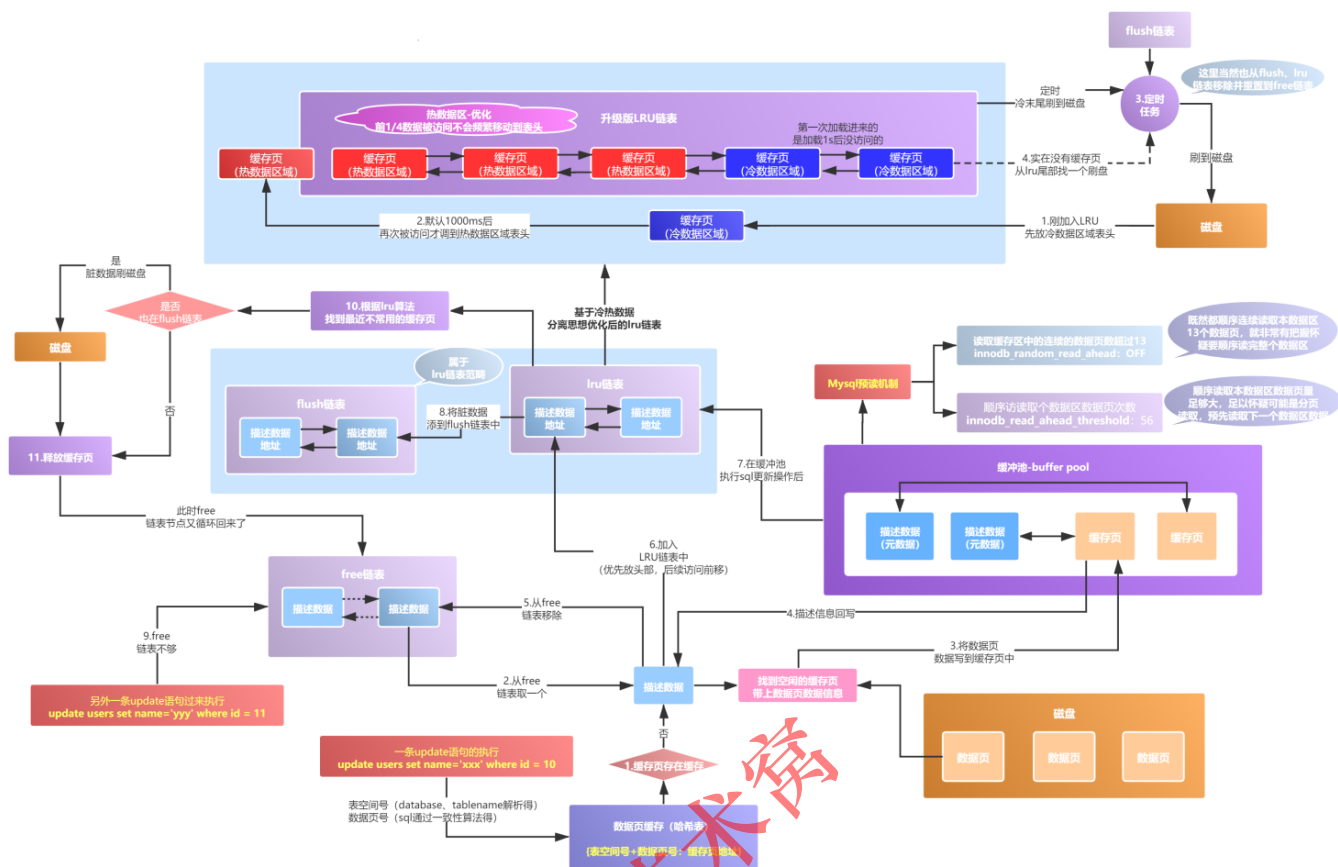 flush链表
这里当然也从flush、lru
链表移除并重置到free链表
3.定时
任务
定时
冷末尾刷到磁盘
热数据区-优化
前1/4数据被访问不会频繁移动到表头
升级版LRU链表
第一次加载进来的
是加载1s后没访问的
缓存页
(热数据区域)
缓存页
(热数据区域)
缓存页
(热数据区域)
缓存页
(热数据区域)
缓存页
(冷数据区域)
缓存页
(冷数据区域)
4.实在没有缓存页
从lru尾部找一个刷盘
刷到磁盘
2.默认1000ms后
再次被访问才调到热数据区域表头
缓存页
(冷数据区域)
1.刚加入LRU
先放冷数据区域表头
磁盘
是
脏数据刷磁盘
是否
也在flush链表
10.根据lru算法
找到最近不常用的缓存页
基于冷热数据
分离思想优化后的lru链表
磁盘
否
11.释放缓存页
属于
lru链表范畴
flush链表
描述数据
地址
描述数据
地址
8.将脏数据
添到flush链表中
lru链表
描述数据
地址
描述数据
地址
读取缓存区中的连续的数据页数超过13
innodb_random_read_ahead: OFF
既然都顺序连续读取本数据区
13个数据页，就非常有把握怀
疑要顺序读完整个数据区
Mysql预读机制
顺序访读取个数据区数据页次数
innodb_read_ahead_threshold: 56
顺序读取本数据区数据页量
足够大，足以怀疑可能是分页
读取，预先读取下一个数据区数据
7.在缓冲池
执行sql更新操作后
缓冲池-buffer pool
描述数据
(元数据)
描述数据
(元数据)
缓存页
缓存页
此时free
链表节点又循环回来了
6.加入
LRU链表中
(优先放头部，后续访问前移)
free链表
描述数据
描述数据
5.从free
链表移除
4.描述信息回写
9.free
链表不够
3.将数据页
数据写到缓存页中
另外一条update语句过来执行
update users set name='yyy' where id = 11
2.从free
链表取一个
描述数据
找到空闲的缓存页
带上数据页数据信息
磁盘
数据页
数据页
数据页
否
一条update语句的执行
update users set name='xxx' where id = 10
1.缓存页存在缓存
表空间号（database、tablename解析得）
数据页号（sql通过一致性算法得）
数据页缓存（哈希表）
(表空间号+数据页号：缓存页地址)
术窝